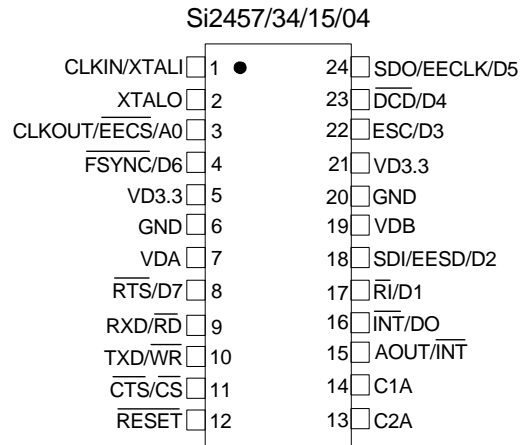 Si2457/34/15/04
CLKIN/XTALI 1 24 SDO/EECLK/D5
XTALO 2 23 DCD/D4
CLKOUT/EECS/A0 3 22 ESC/D3
FSYNC/D6 4 21 VD3.3
VD3.3 5 20 GND
GND 6 19 VDB
VDA 7 18 SDI/EESD/D2
RTS/D7 8 17 RI/D1
RXD/RD 9 16 INT/DO
TXD/WR 10 15 AOUT/INT
CTS/CS 11 14 C1A
RESET 12 13 C2A